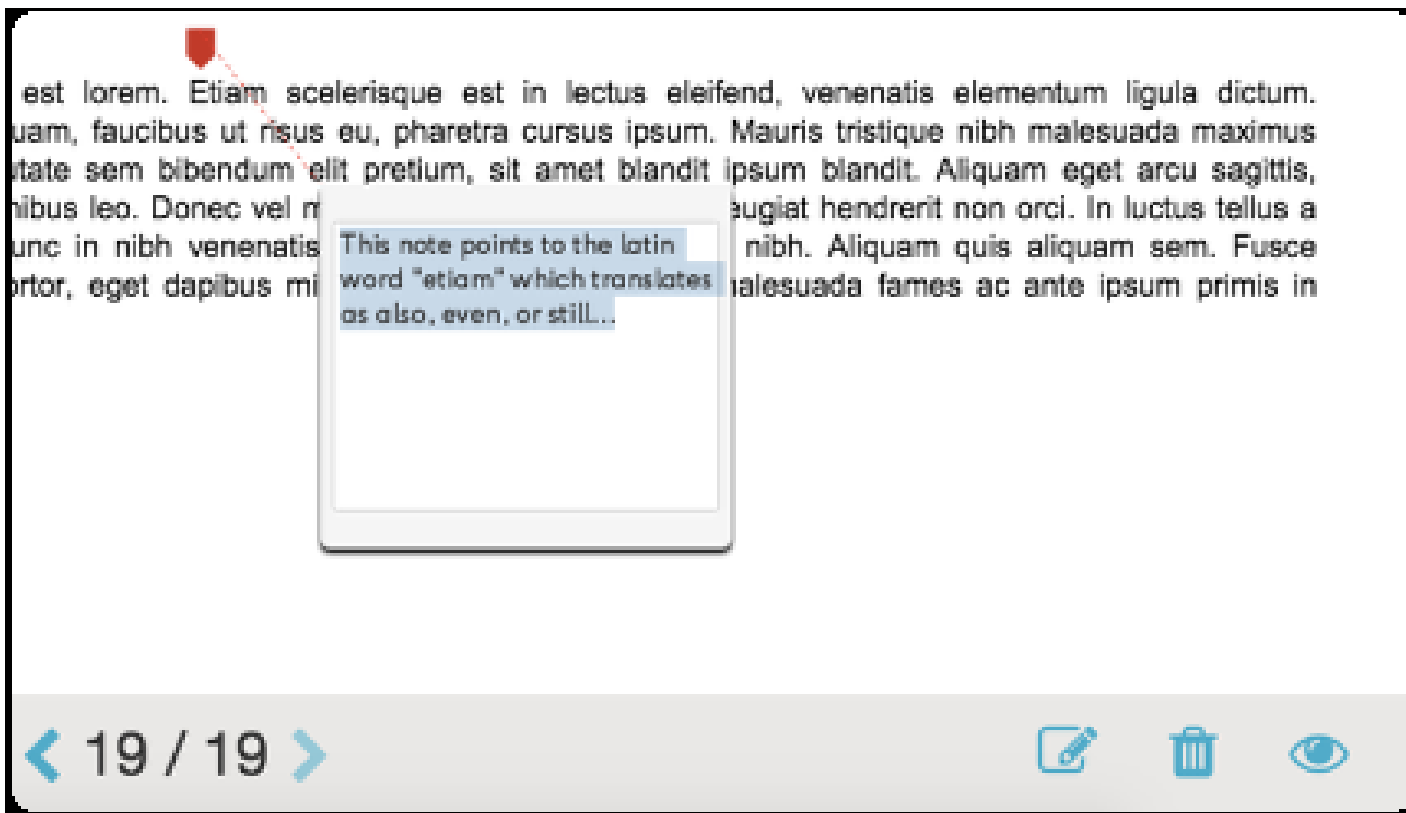 est lorem. Etiam scelerisque est in lectus eleifend, venenatis elementum ligula dictum.
uam, faucibus ut risus eu, pharetra cursus ipsum. Mauris tristique nibh malesuada maximus
utate sem bibendum elit pretium, sit amet blandit ipsum blandit. Aliquam eget arcu sagittis,
nibus leo. Donec vel eugiat hendrerit non orci. In luctus tellus a
unc in nibh venenatis nibh. Aliquam quis aliquam sem. Fusce
ortor, eget dapibus mi alesuada fames ac ante ipsum primis in
This note points to the latin
word "etiam" which translates
as also, even, or still...
19 / 19